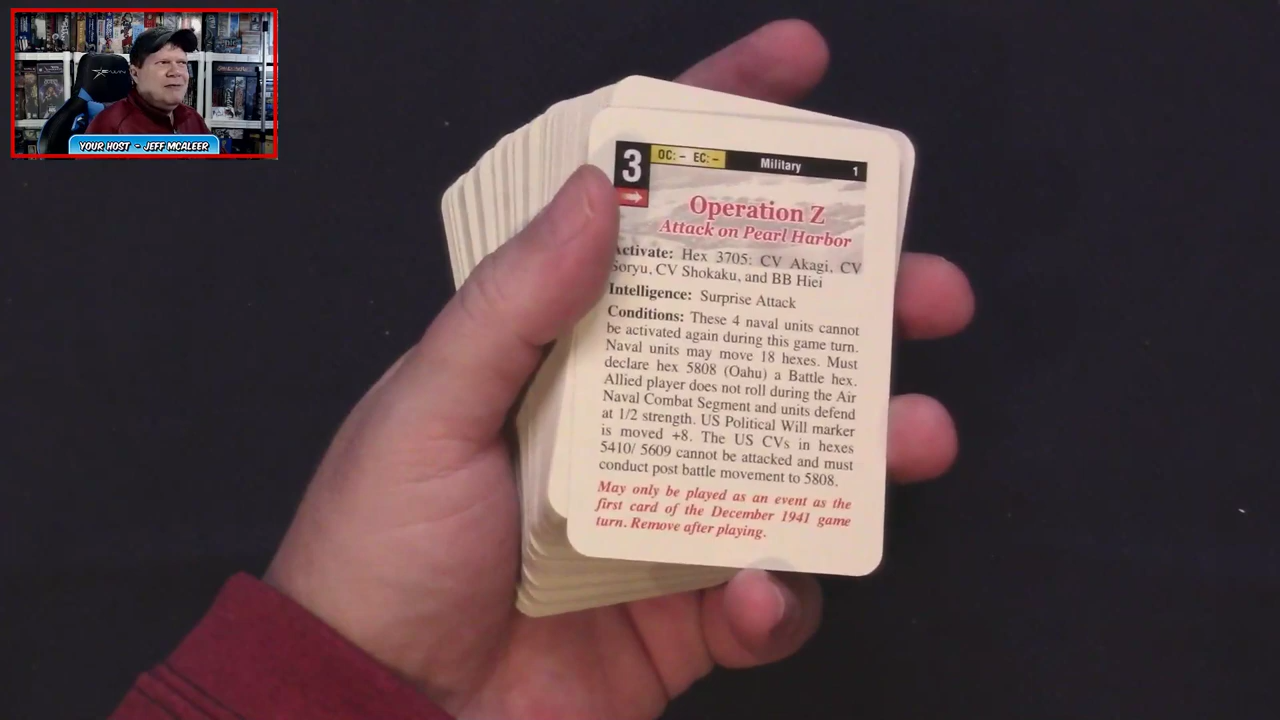 YOUR HOST - JEFF MCALEER
3 OC: – EC: – Military 1
Operation Z
Attack on Pearl Harbor
Activate: Hex 3705: CV Akagi, CV
Soryu, CV Shokaku, and BB Hiei
Intelligence: Surprise Attack
Conditions: These 4 naval units cannot
be activated again during this game turn.
Naval units may move 18 hexes. Must
declare hex 5808 (Oahu) a Battle hex.
Allied player does not roll during the Air
Naval Combat Segment and units defend
at 1/2 strength. US Political Will marker
is moved +8. The US CVs in hexes
5410/ 5609 cannot be attacked and must
conduct post battle movement to 5808.
May only be played as an event as the
first card of the December 1941 game
turn. Remove after playing.